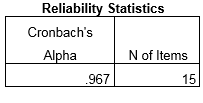 Reliability Statistics
Cronbach's
Alpha
N of Items
.967
15